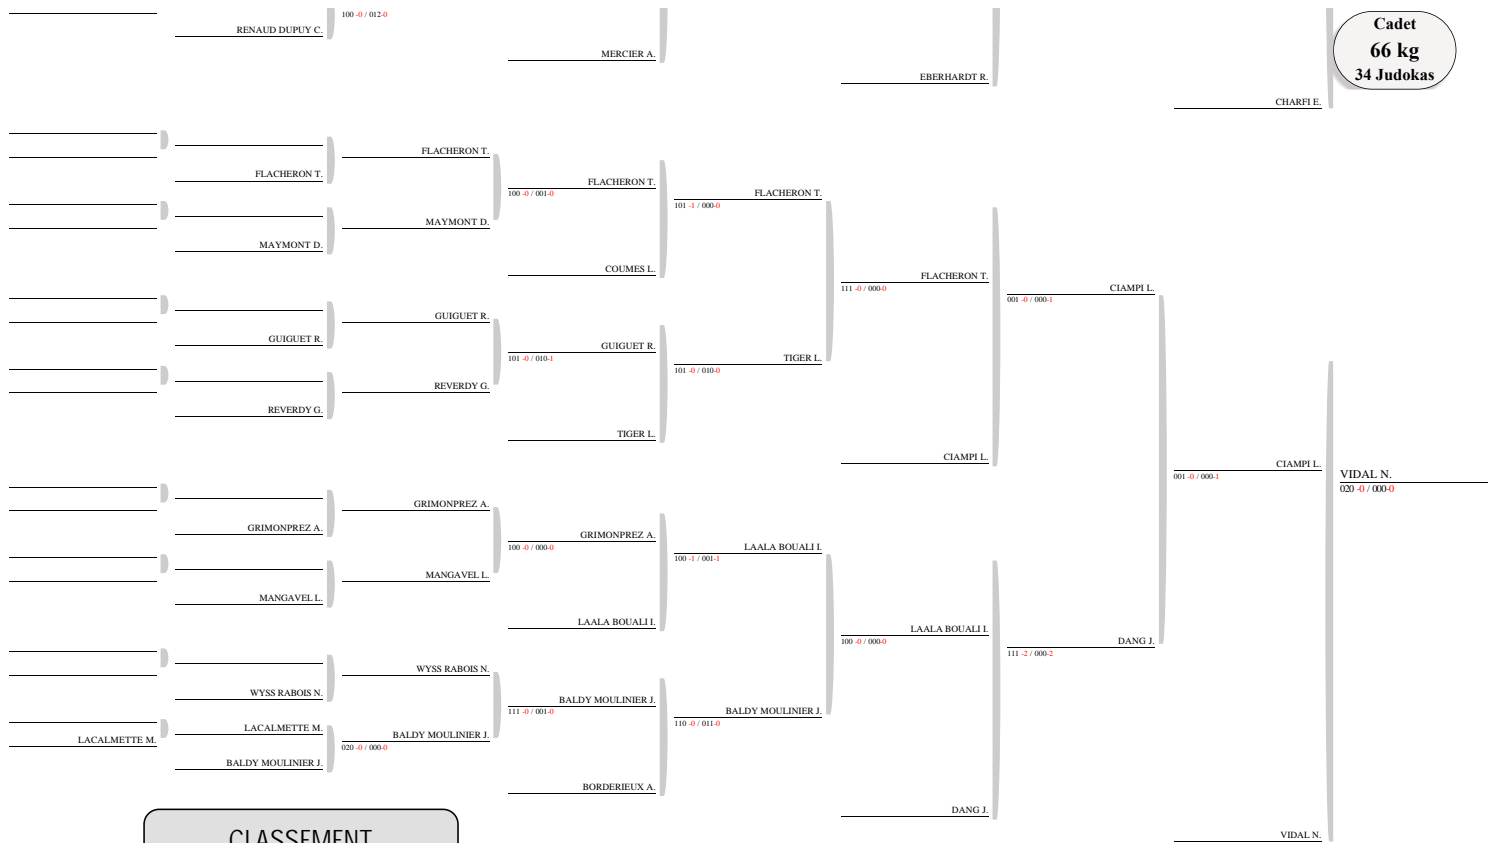 100 -0 / 012-0
RENAUD DUPUY C.
MERCIER A.
EBERHARDT R.
CHARFI E.
Cadet
66 kg
34 Judokas
FLACHERON T.
FLACHERON T.
FLACHERON T.
100 -0 / 001-0
FLACHERON T.
101 -1 / 000-0
MAYMONT D.
MAYMONT D.
COUMES L.
FLACHERON T.
111 -0 / 000-0
CIAMPI L.
001 -0 / 000-1
GUIGUET R.
GUIGUET R.
GUIGUET R.
101 -0 / 010-1
TIGER L.
101 -0 / 010-0
REVERDY G.
REVERDY G.
TIGER L.
CIAMPI L.
CIAMPI L.
001 -0 / 000-1
VIDAL N.
020 -0 / 000-0
GRIMONPREZ A.
GRIMONPREZ A.
GRIMONPREZ A.
100 -0 / 000-0
LAALA BOUALI I.
100 -1 / 001-1
MANGAVEL L.
MANGAVEL L.
LAALA BOUALI I.
LAALA BOUALI I.
100 -0 / 000-0
DANG J.
111 -2 / 000-2
WYSS RABOIS N.
WYSS RABOIS N.
BALDY MOULINIER J.
111 -0 / 001-0
BALDY MOULINIER J.
110 -0 / 011-0
LACALMETTE M.
LACALMETTE M.
BALDY MOULINIER J.
020 -0 / 000-0
BALDY MOULINIER J.
BORDERIEUX A.
DANG J.
VIDAL N.
CLASSEMENT